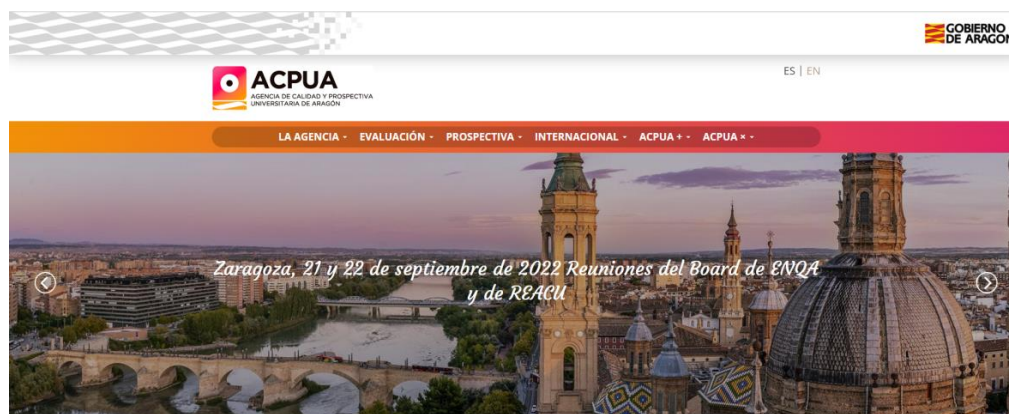 GOBIERNO
DE ARAGON
ES | EN
ACPUA
AGENCIA DE CALIDAD Y PROSPECTIVA
UNIVERSITARIA DE ARAGÓN
LA AGENCIA - EVALUACIÓN - PROSPECTIVA - INTERNACIONAL - ACPUA + - ACPUA × -
Zaragoza, 21 y 22 de septiembre de 2022 Reuniones del Board de ENQA
y de REACU